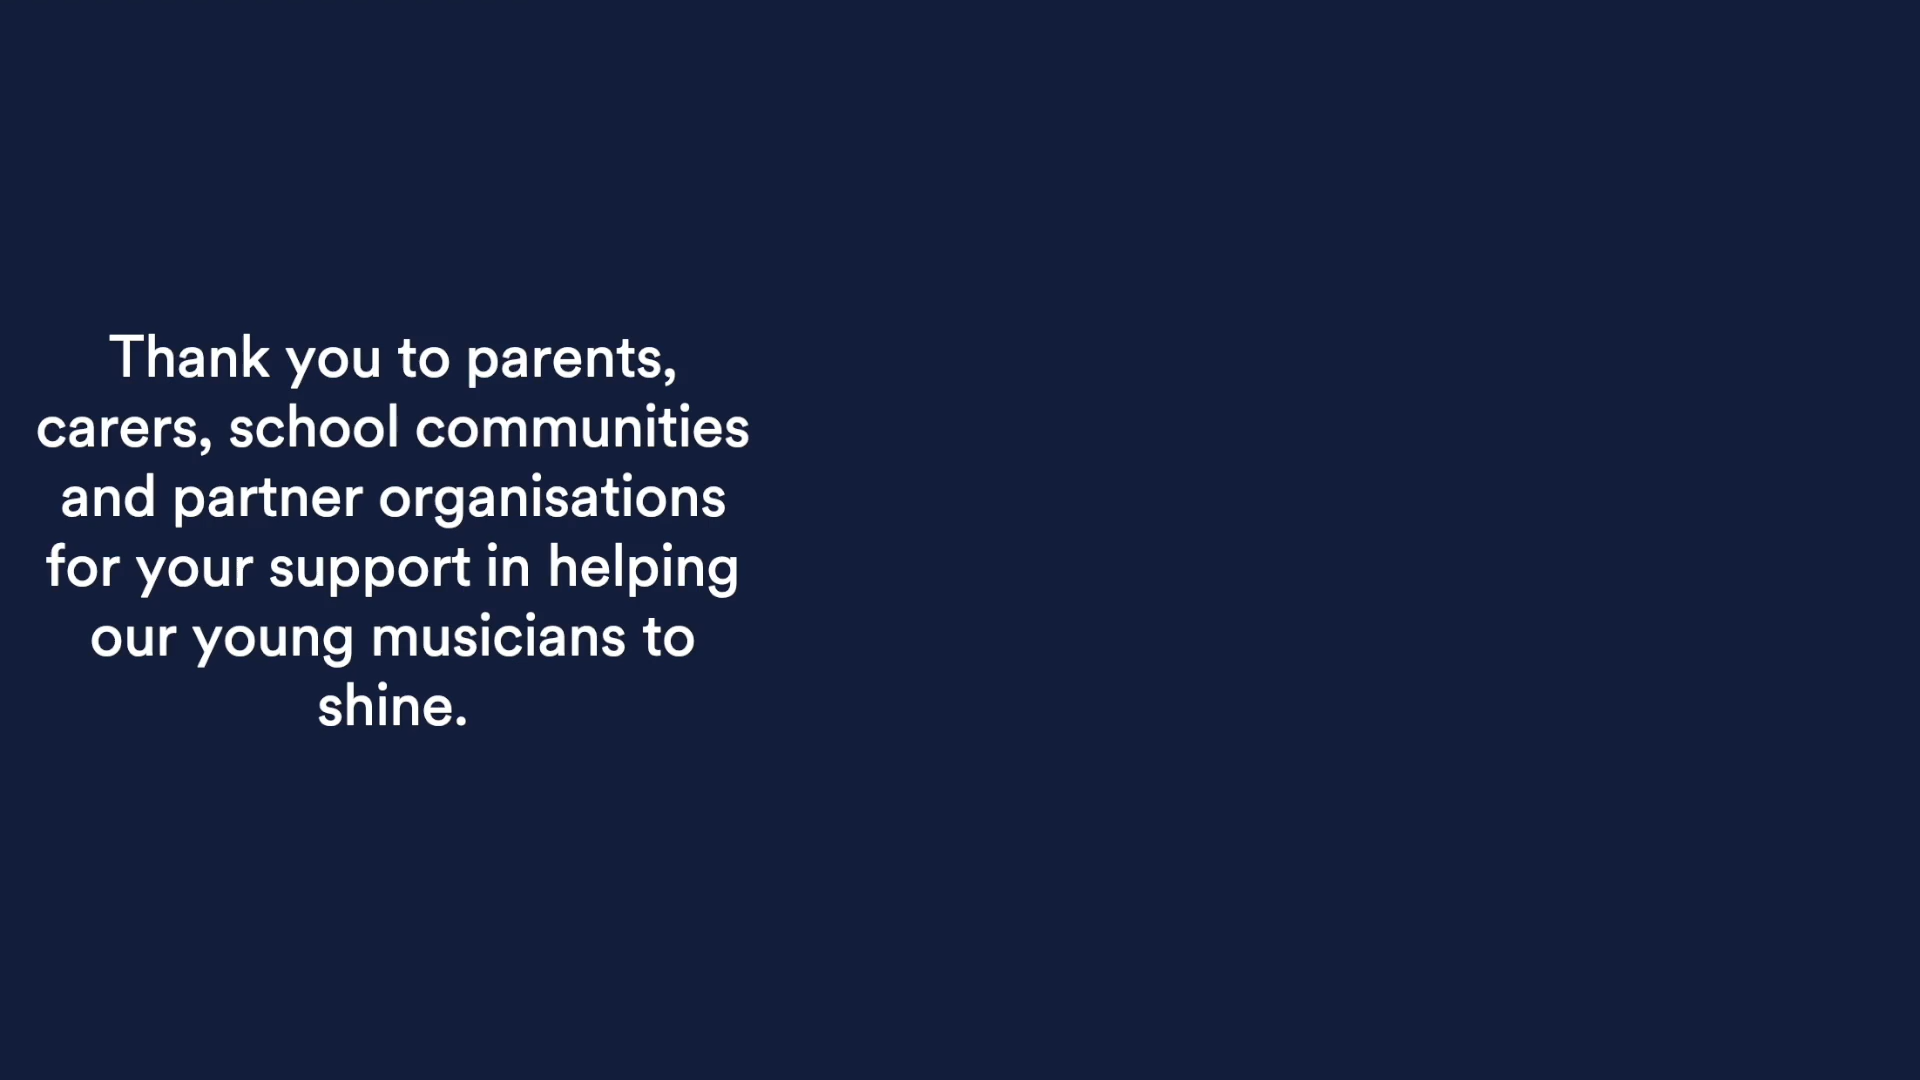 Thank you to parents,
carers, school communities
and partner organisations
for your support in helping
our young musicians to
shine.